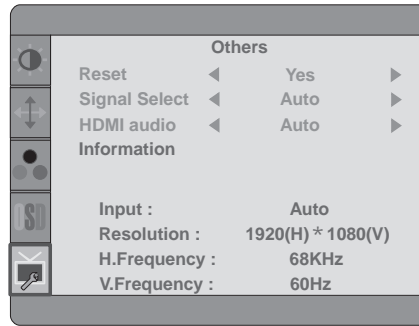 Others
Reset Yes
Signal Select Auto
HDMI audio Auto
Information
OSD
Input : Auto
Resolution : 1920(H) * 1080(V)
H.Frequency : 68KHz
V.Frequency : 60Hz